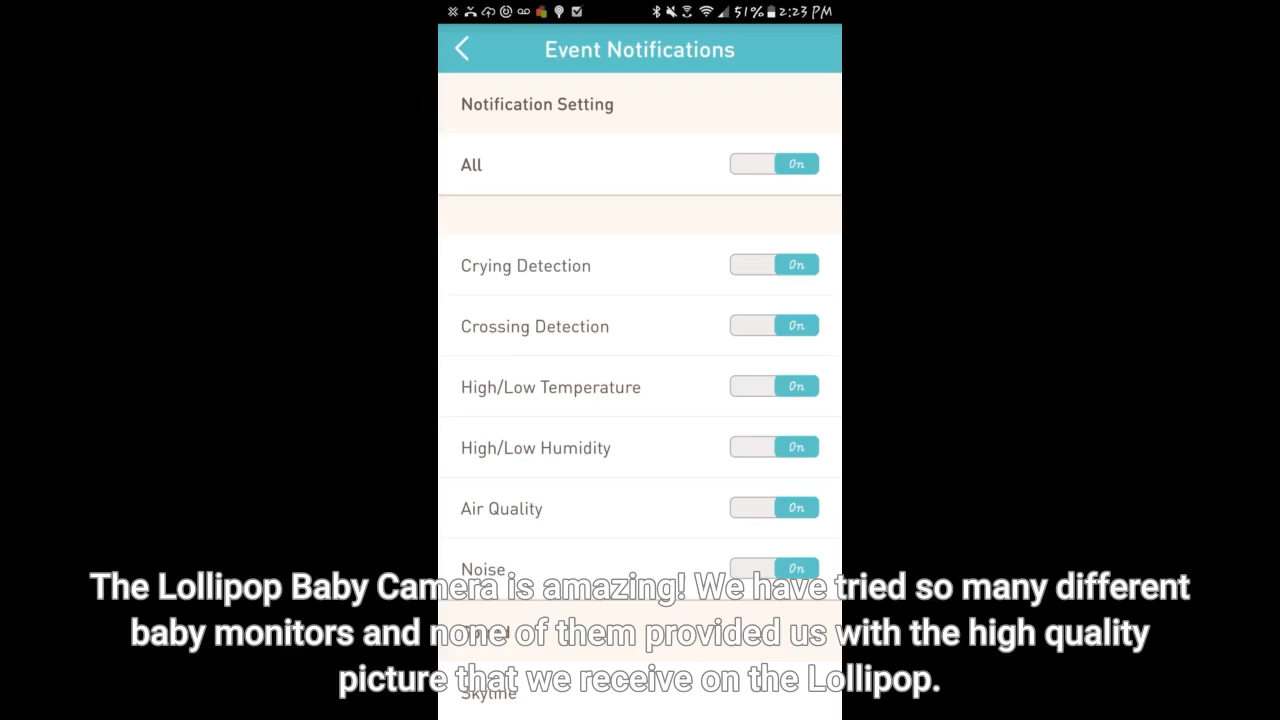 51% 2:23 PM
Event Notifications
Notification Setting
All On
Crying Detection On
Crossing Detection On
High/Low Temperature On
High/Low Humidity On
Air Quality On
Noise On
The Lollipop Baby Camera is amazing! We have tried so many different
baby monitors and none of them provided us with the high quality
picture that we receive on the Lollipop.
Skyline